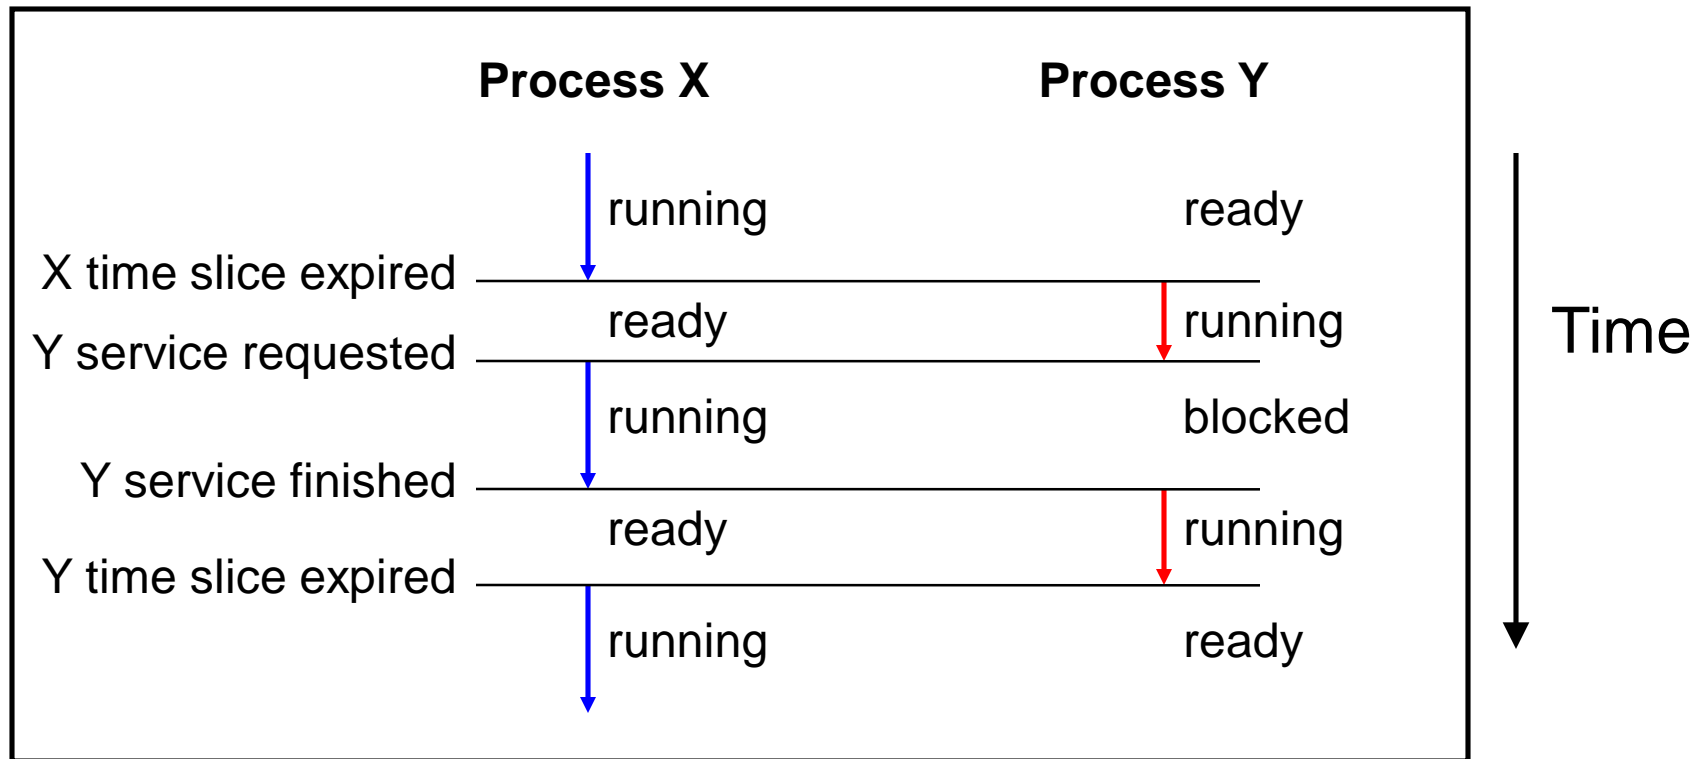 Process X Process Y
running ready
X time slice expired
ready running
Time
Y service requested
running blocked
Y service finished
ready running
Y time slice expired
running ready